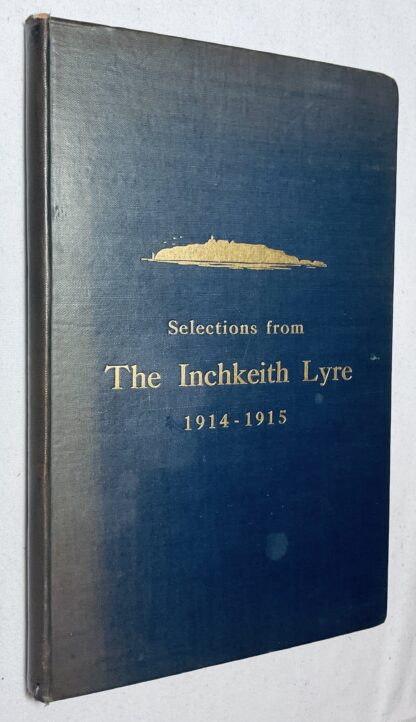 Selections from
The Inchkeith Lyre
1914-1915